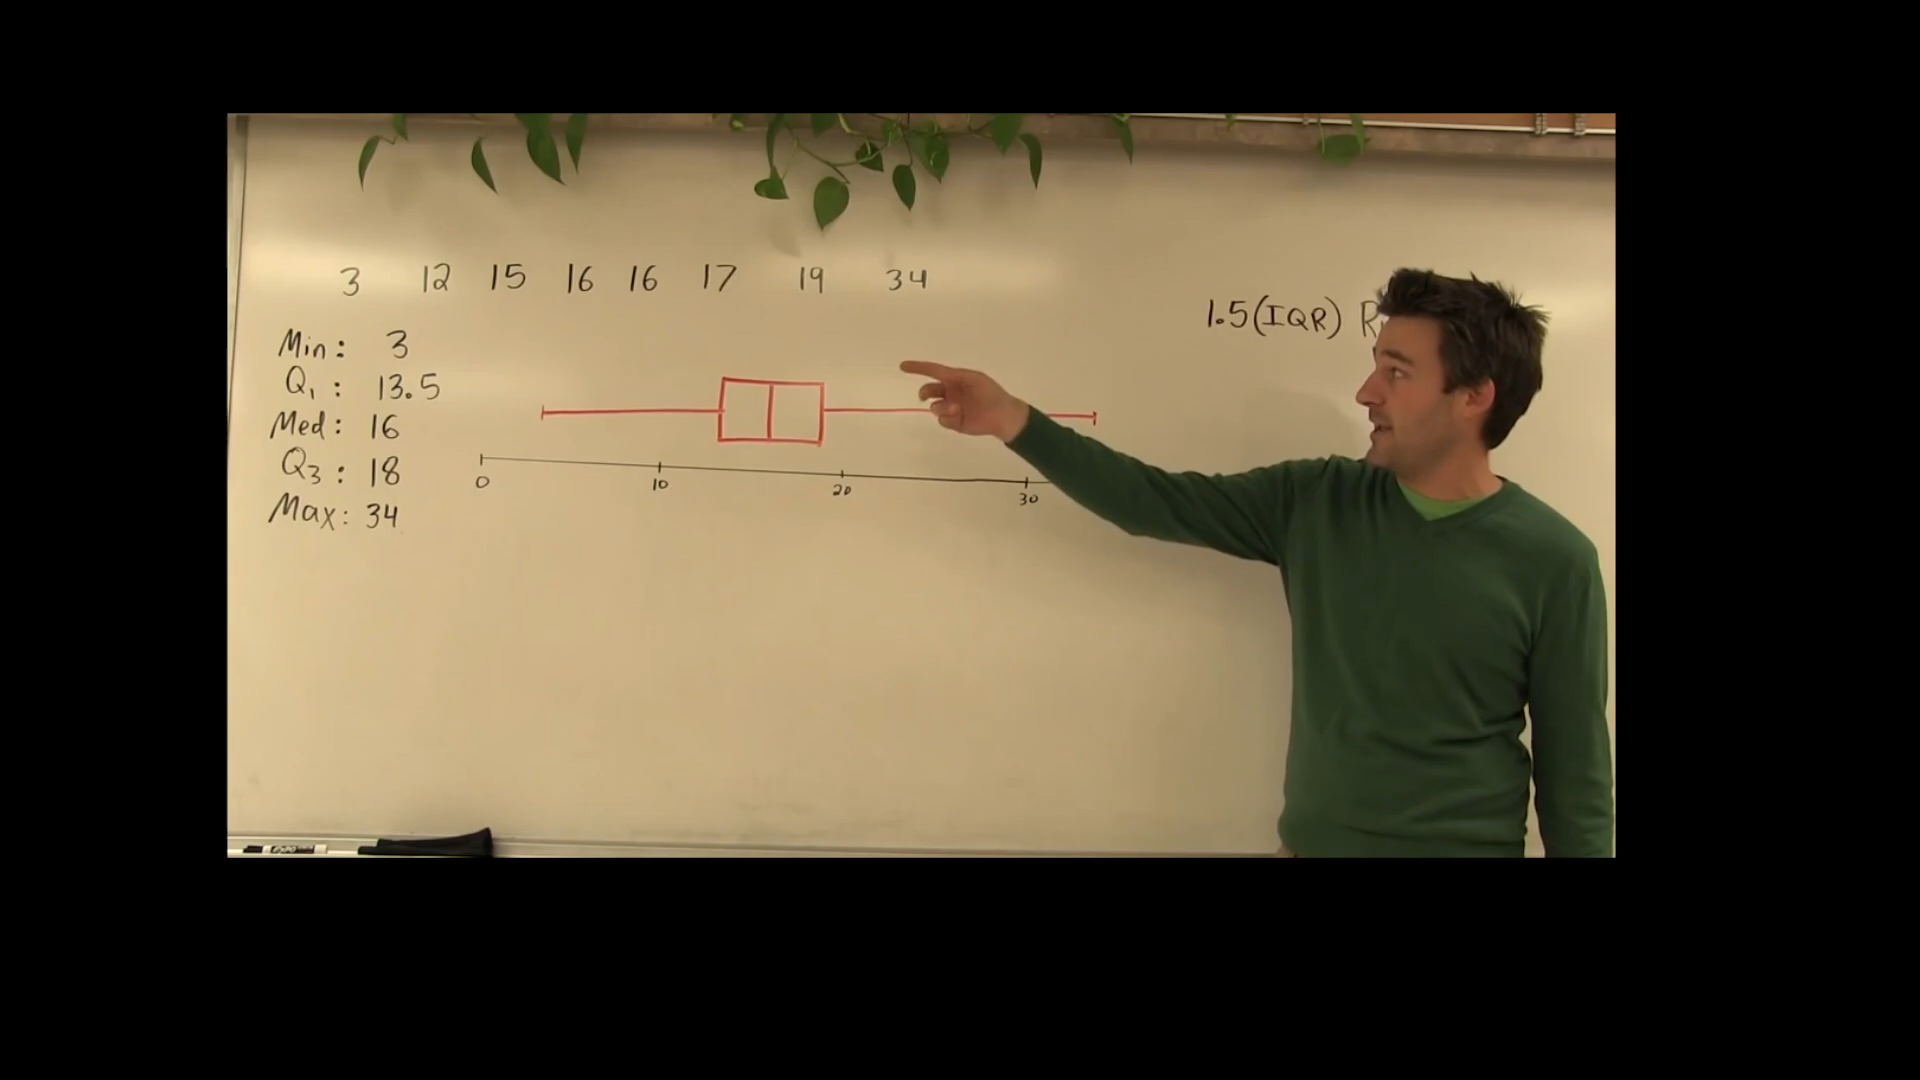 3 12 15 16 16 17 19 34
1.5(IQR)
Min: 3
Q1: 13.5
Med: 16
Q3: 18
Max: 34
0 10 20 30
EXPO